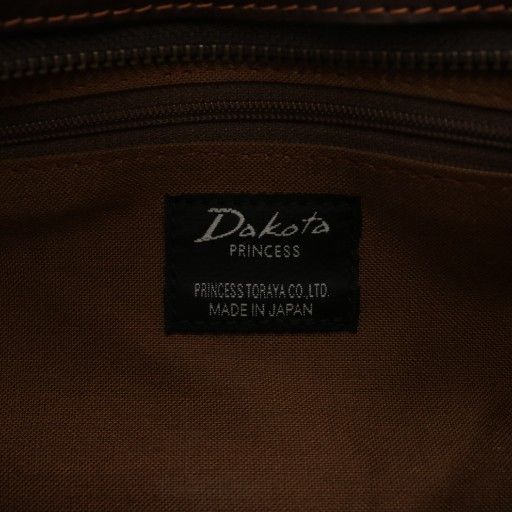 Dakota
PRINCESS
PRINCESS TORAYA CO.,LTD.
MADE IN JAPAN